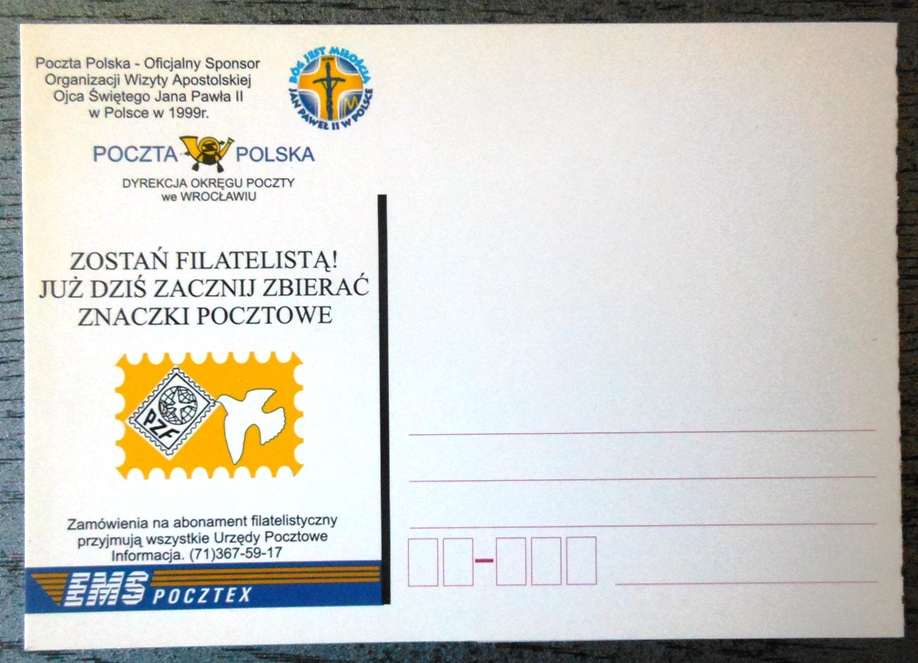 Poczta Polska - Oficjalny Sponsor
Organizacji Wizyty Apostolskiej
Ojca Świętego Jana Pawła II
w Polsce w 1999r.
BÓG JEST MIŁOŚCIĄ
M
JAN PAWEŁ II W POLSCE
POCZTA POLSKA
DYREKCJA OKRĘGU POCZTY
we WROCŁAWIU
ZOSTAŃ FILATELISTĄ!
JUŻ DZIŚ ZACZNIJ ZBIERAĆ
ZNACZKI POCZTOWE
PZF
Zamówienia na abonament filatelistyczny
przyjmują wszystkie Urzędy Pocztowe
Informacja. (71)367-59-17
EMS POCZTEX